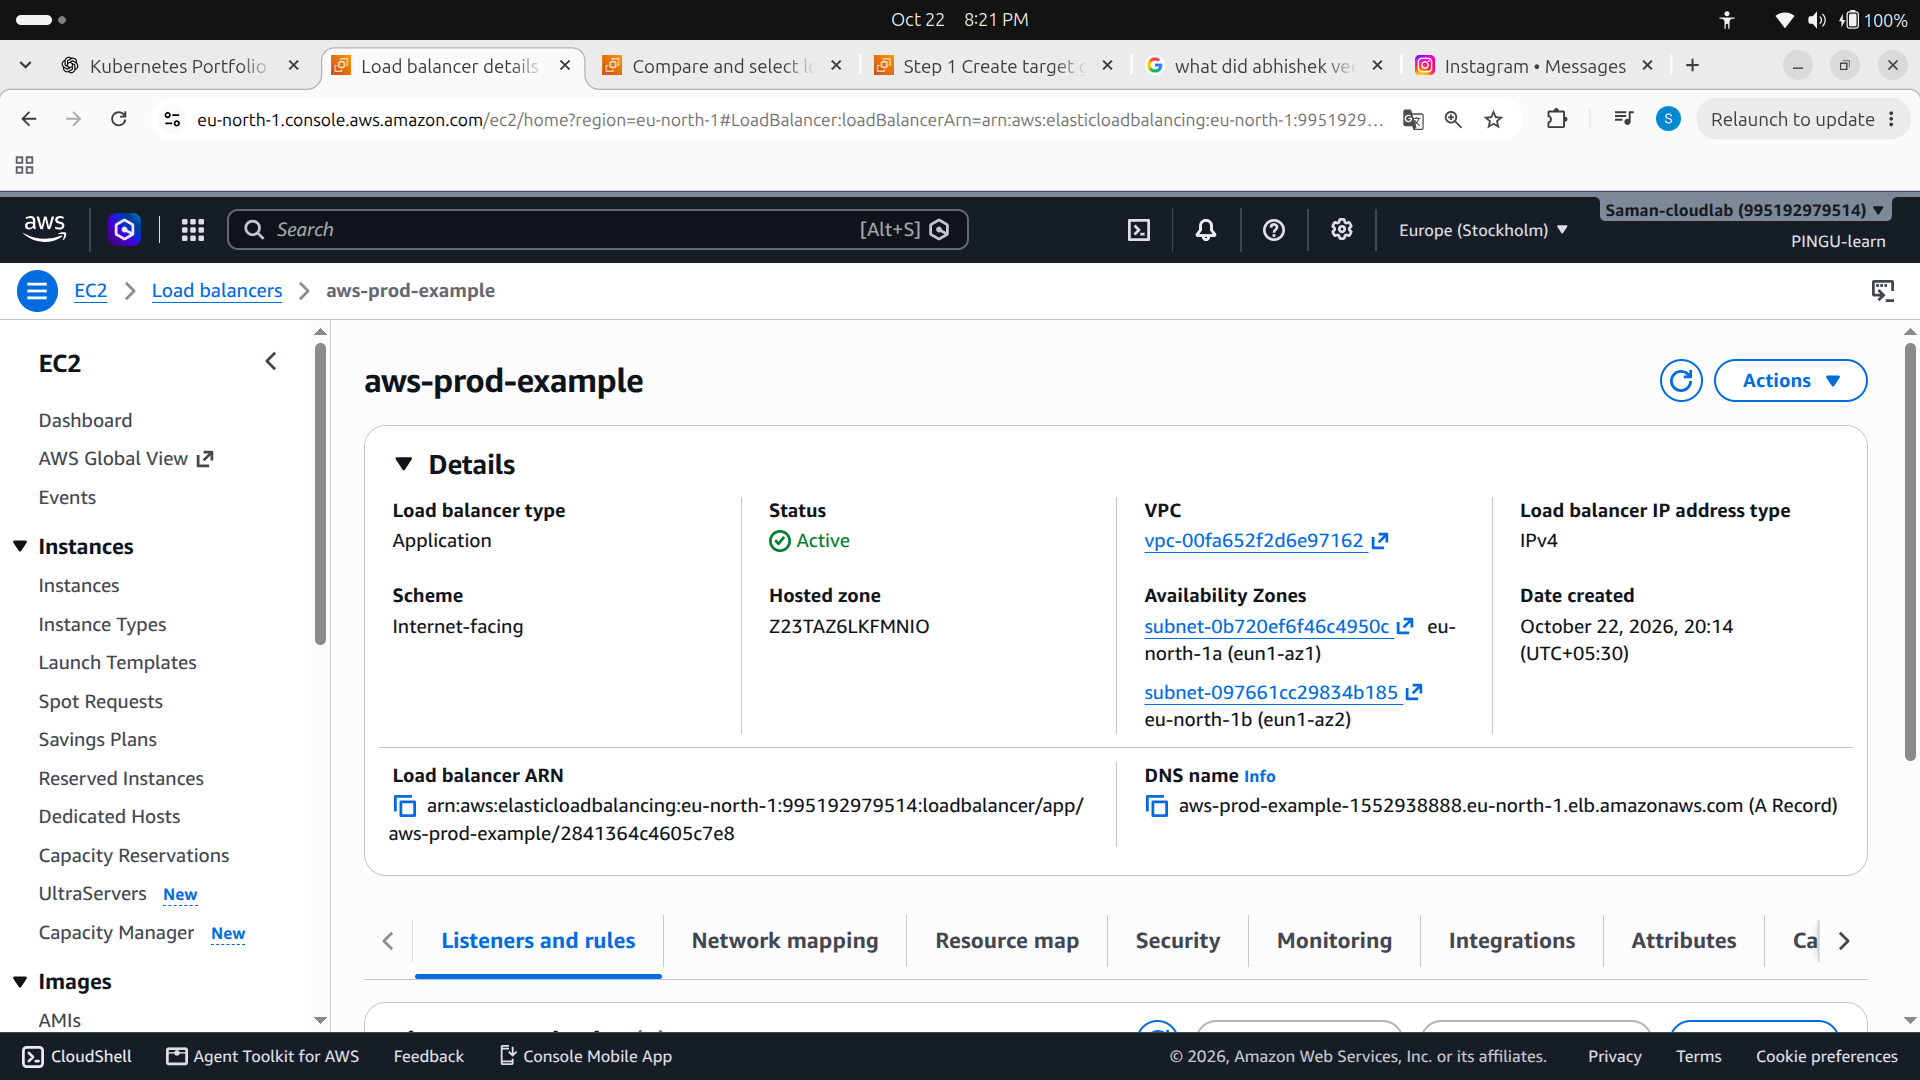 Oct 22 8:21 PM
100%
Kubernetes Portfolio
Load balancer details
Compare and select lo
Step 1 Create target g
what did abhishek vee
Instagram • Messages
eu-north-1.console.aws.amazon.com/ec2/home?region=eu-north-1#LoadBalancer:loadBalancerArn=arn:aws:elasticloadbalancing:eu-north-1:9951929...
S
Relaunch to update
aws
Search
[Alt+S]
Europe (Stockholm)
Saman-cloudlab (995192979514)
PINGU-learn
EC2
Load balancers
aws-prod-example
EC2
Dashboard
AWS Global View
Events
Instances
Instances
Instance Types
Launch Templates
Spot Requests
Savings Plans
Reserved Instances
Dedicated Hosts
Capacity Reservations
UltraServers New
Capacity Manager New
Images
AMIs
aws-prod-example
Actions
Details
Load balancer type
Application
Status
Active
VPC
vpc-00fa652f2d6e97162
Load balancer IP address type
IPv4
Scheme
Internet-facing
Hosted zone
Z23TAZ6LKFMNIO
Availability Zones
subnet-0b720ef6f46c4950c eu-
north-1a (eun1-az1)
subnet-097661cc29834b185
eu-north-1b (eun1-az2)
Date created
October 22, 2026, 20:14
(UTC+05:30)
Load balancer ARN
arn:aws:elasticloadbalancing:eu-north-1:995192979514:loadbalancer/app/
aws-prod-example/2841364c4605c7e8
DNS name Info
aws-prod-example-1552938888.eu-north-1.elb.amazonaws.com (A Record)
Listeners and rules
Network mapping
Resource map
Security
Monitoring
Integrations
Attributes
Ca
CloudShell
Agent Toolkit for AWS
Feedback
Console Mobile App
© 2026, Amazon Web Services, Inc. or its affiliates.
Privacy
Terms
Cookie preferences